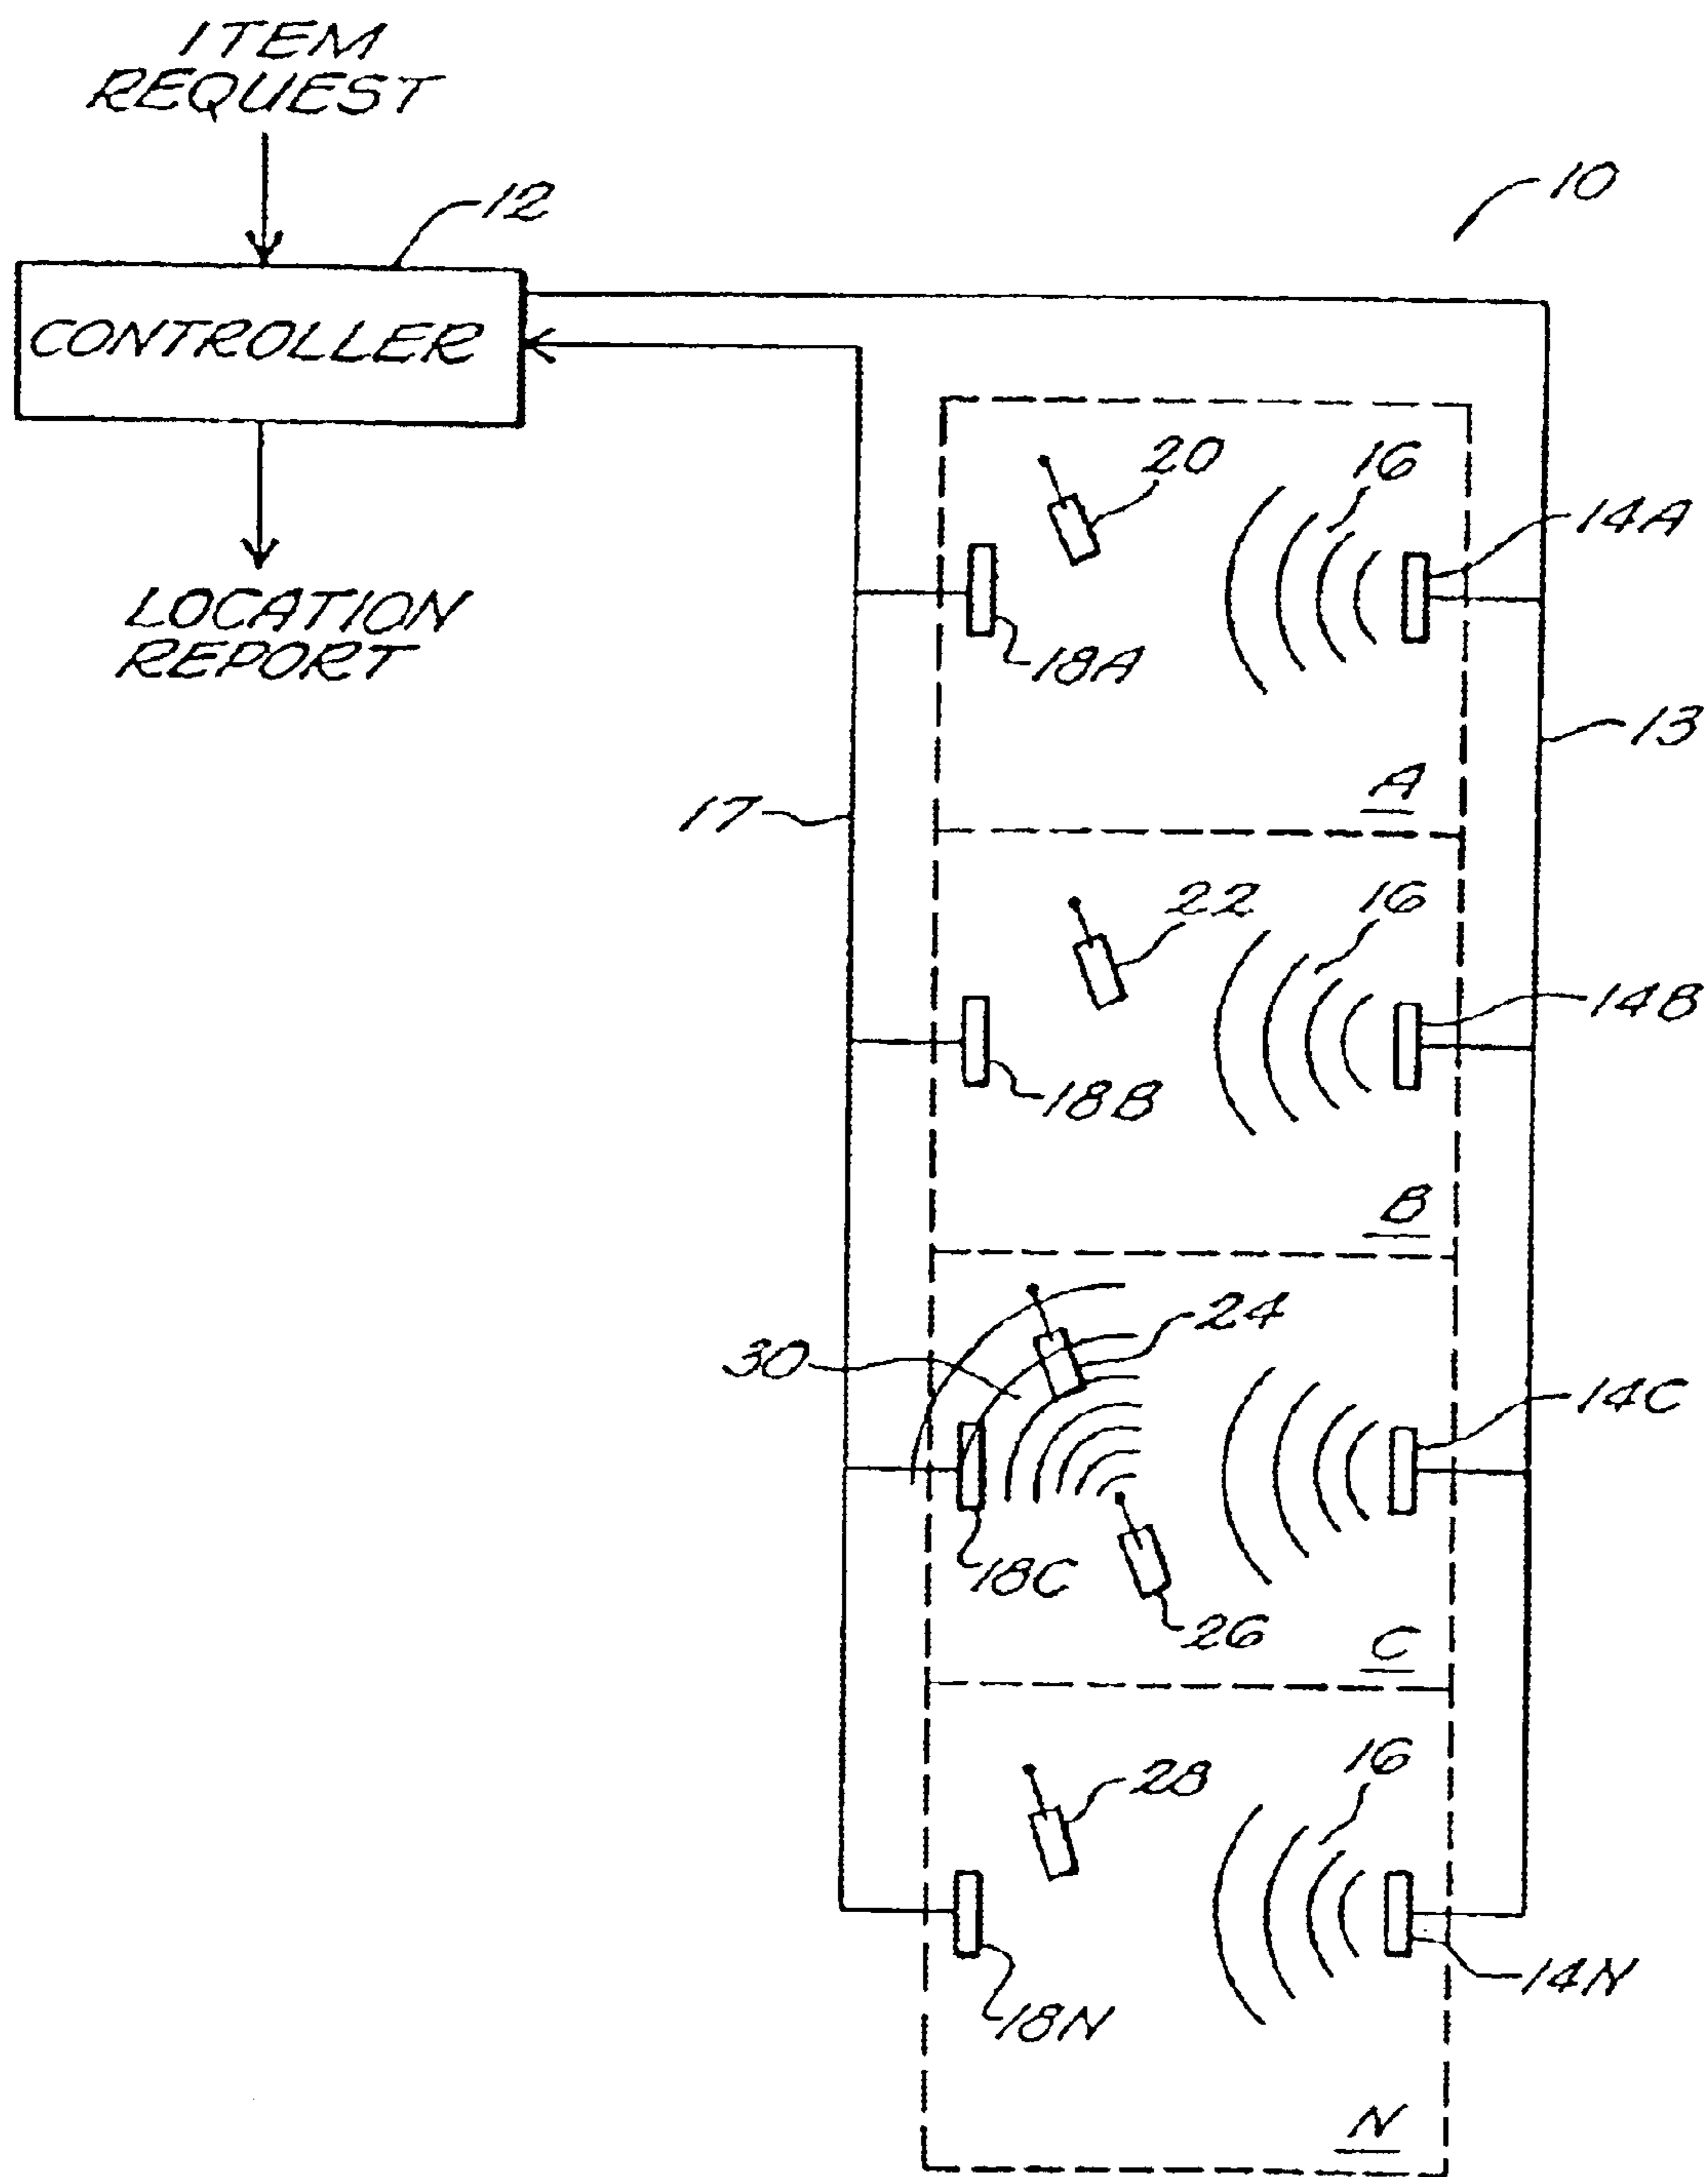 ITEM
REQUEST
12
10
CONTROLLER
LOCATION
REPORT
20
16
14A
18A
13
A
17
22
16
14B
18B
B
24
30
14C
18C
26
C
16
28
14N
18N
N